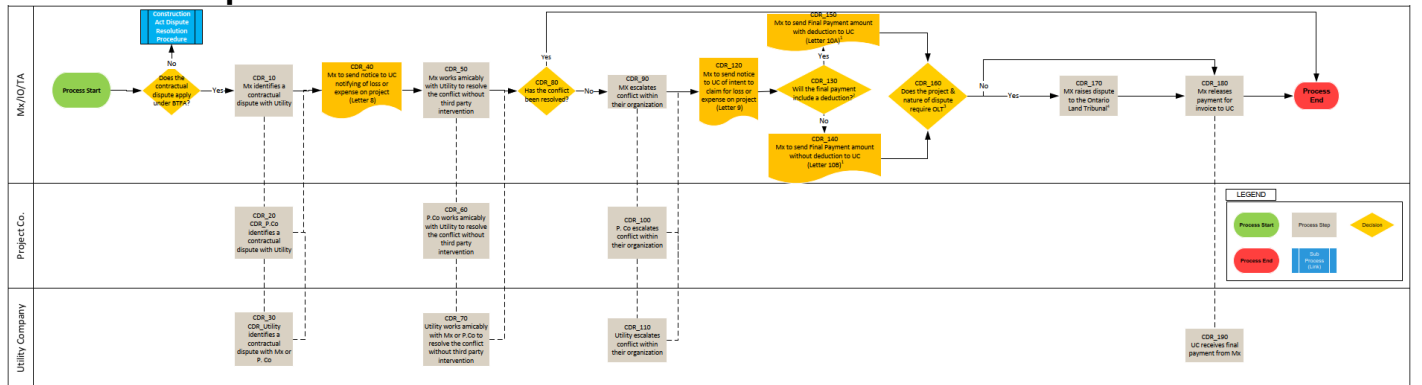 Construction
Act Dispute
Resolution
Procedure
No
Process Start
Does the
contractual
dispute apply
under BTFA?
Yes
CDR_10
Mx identifies a
contractual
dispute with Utility
CDR_40
Mx to send notice to UC
notifying of loss or
expense on project
(Letter 8)
CDR_50
Mx works amicably
with Utility to resolve
the conflict without
third party
intervention
Yes
CDR_80
Has the conflict
been resolved?
No
CDR_90
MX escalates
conflict within
their organization
CDR_120
Mx to send notice
to UC of intent to
claim for loss or
expense on project
(Letter 9)
CDR_150
Mx to send Final Payment amount
with deduction to UC
(Letter 10A)
Yes
CDR_130
Will the final payment
include a deduction?
No
CDR_140
Mx to send Final Payment amount
without deduction to UC
(Letter 10B)
CDR_160
Does the project &
nature of dispute
require OLT
No
Yes
CDR_170
MX raises dispute
to the Ontario
Land Tribunal
CDR_180
MX releases
payment for
invoice to UC
Process
End
Mx/IO/TA
CDR_20
CDR_P.Co
identifies a
contractual
dispute with Utility
CDR_60
P.Co works amicably
with Utility to resolve
the conflict without
third party
intervention
CDR_100
P. Co escalates
conflict within
their organization
Project Co.
LEGEND
Process Start
Process Step
Decision
Process End
Sub
Process
(Link)
CDR_30
CDR_Utility
identifies a
contractual
dispute with Mx or
P. Co
CDR_70
Utility works amicably
with Mx or P.Co to
resolve the conflict
without third party
intervention
CDR_110
Utility escalates
conflict within
their organization
CDR_190
UC receives final
payment from Mx
Utility Company